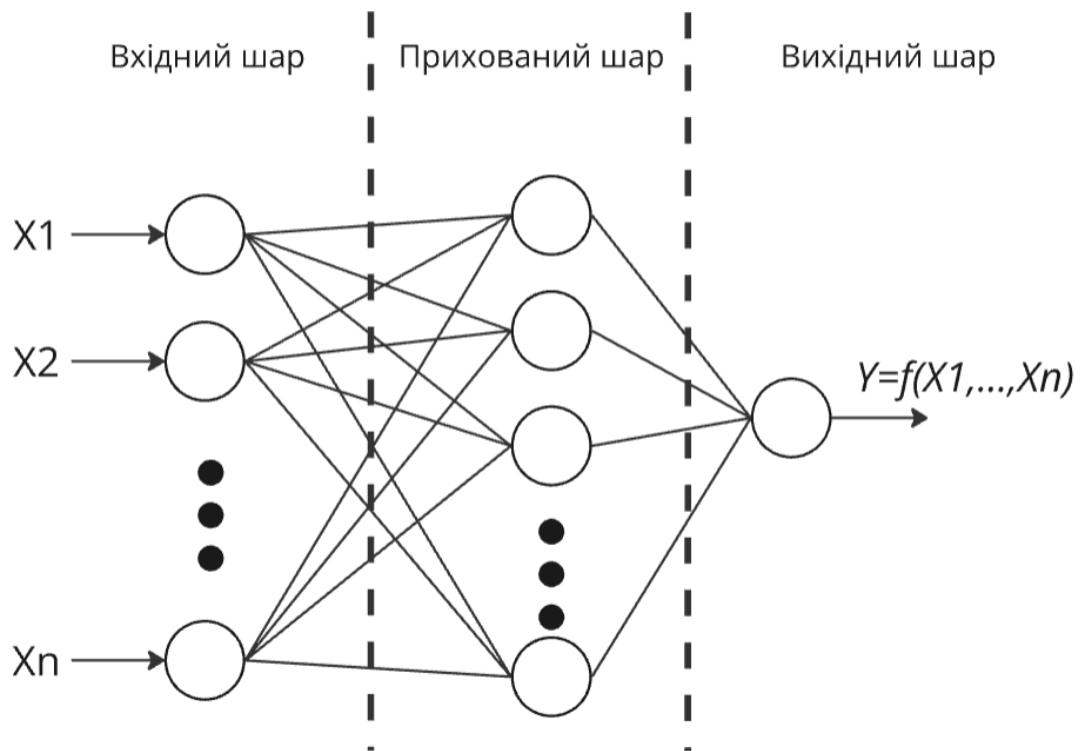 Вхідний шар
Прихований шар
Вихідний шар
X1
X2
Y=f(X1,...,Xn)
Xn